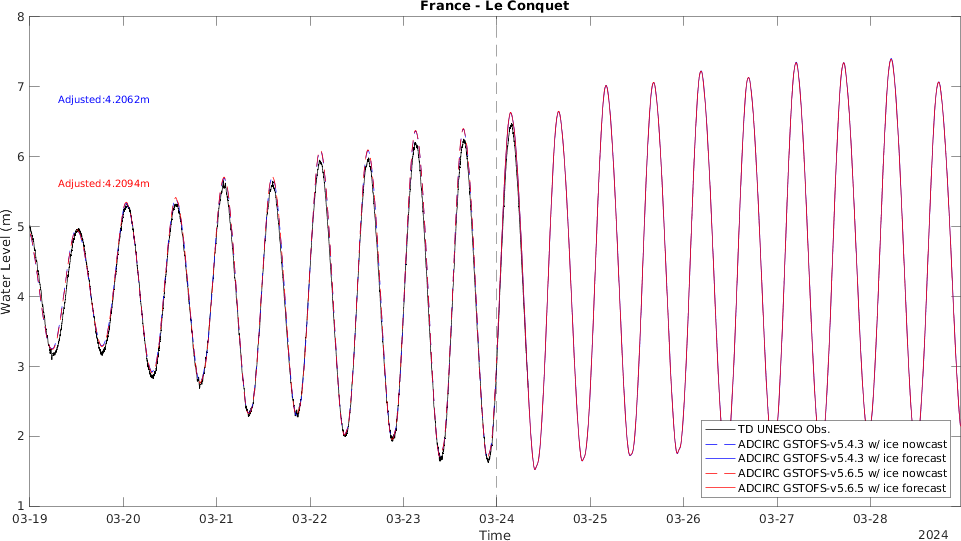 France - Le Conquet
8
7
6
5
4
3
2
1
Water Level (m)
Adjusted:4.2062m
Adjusted:4.2094m
TD UNESCO Obs.
ADCIRC GSTOFS-v5.4.3 w/ ice nowcast
ADCIRC GSTOFS-v5.4.3 w/ ice forecast
ADCIRC GSTOFS-v5.6.5 w/ ice nowcast
ADCIRC GSTOFS-v5.6.5 w/ ice forecast
03-19 03-20 03-21 03-22 03-23 03-24 03-25 03-26 03-27 03-28
Time
2024